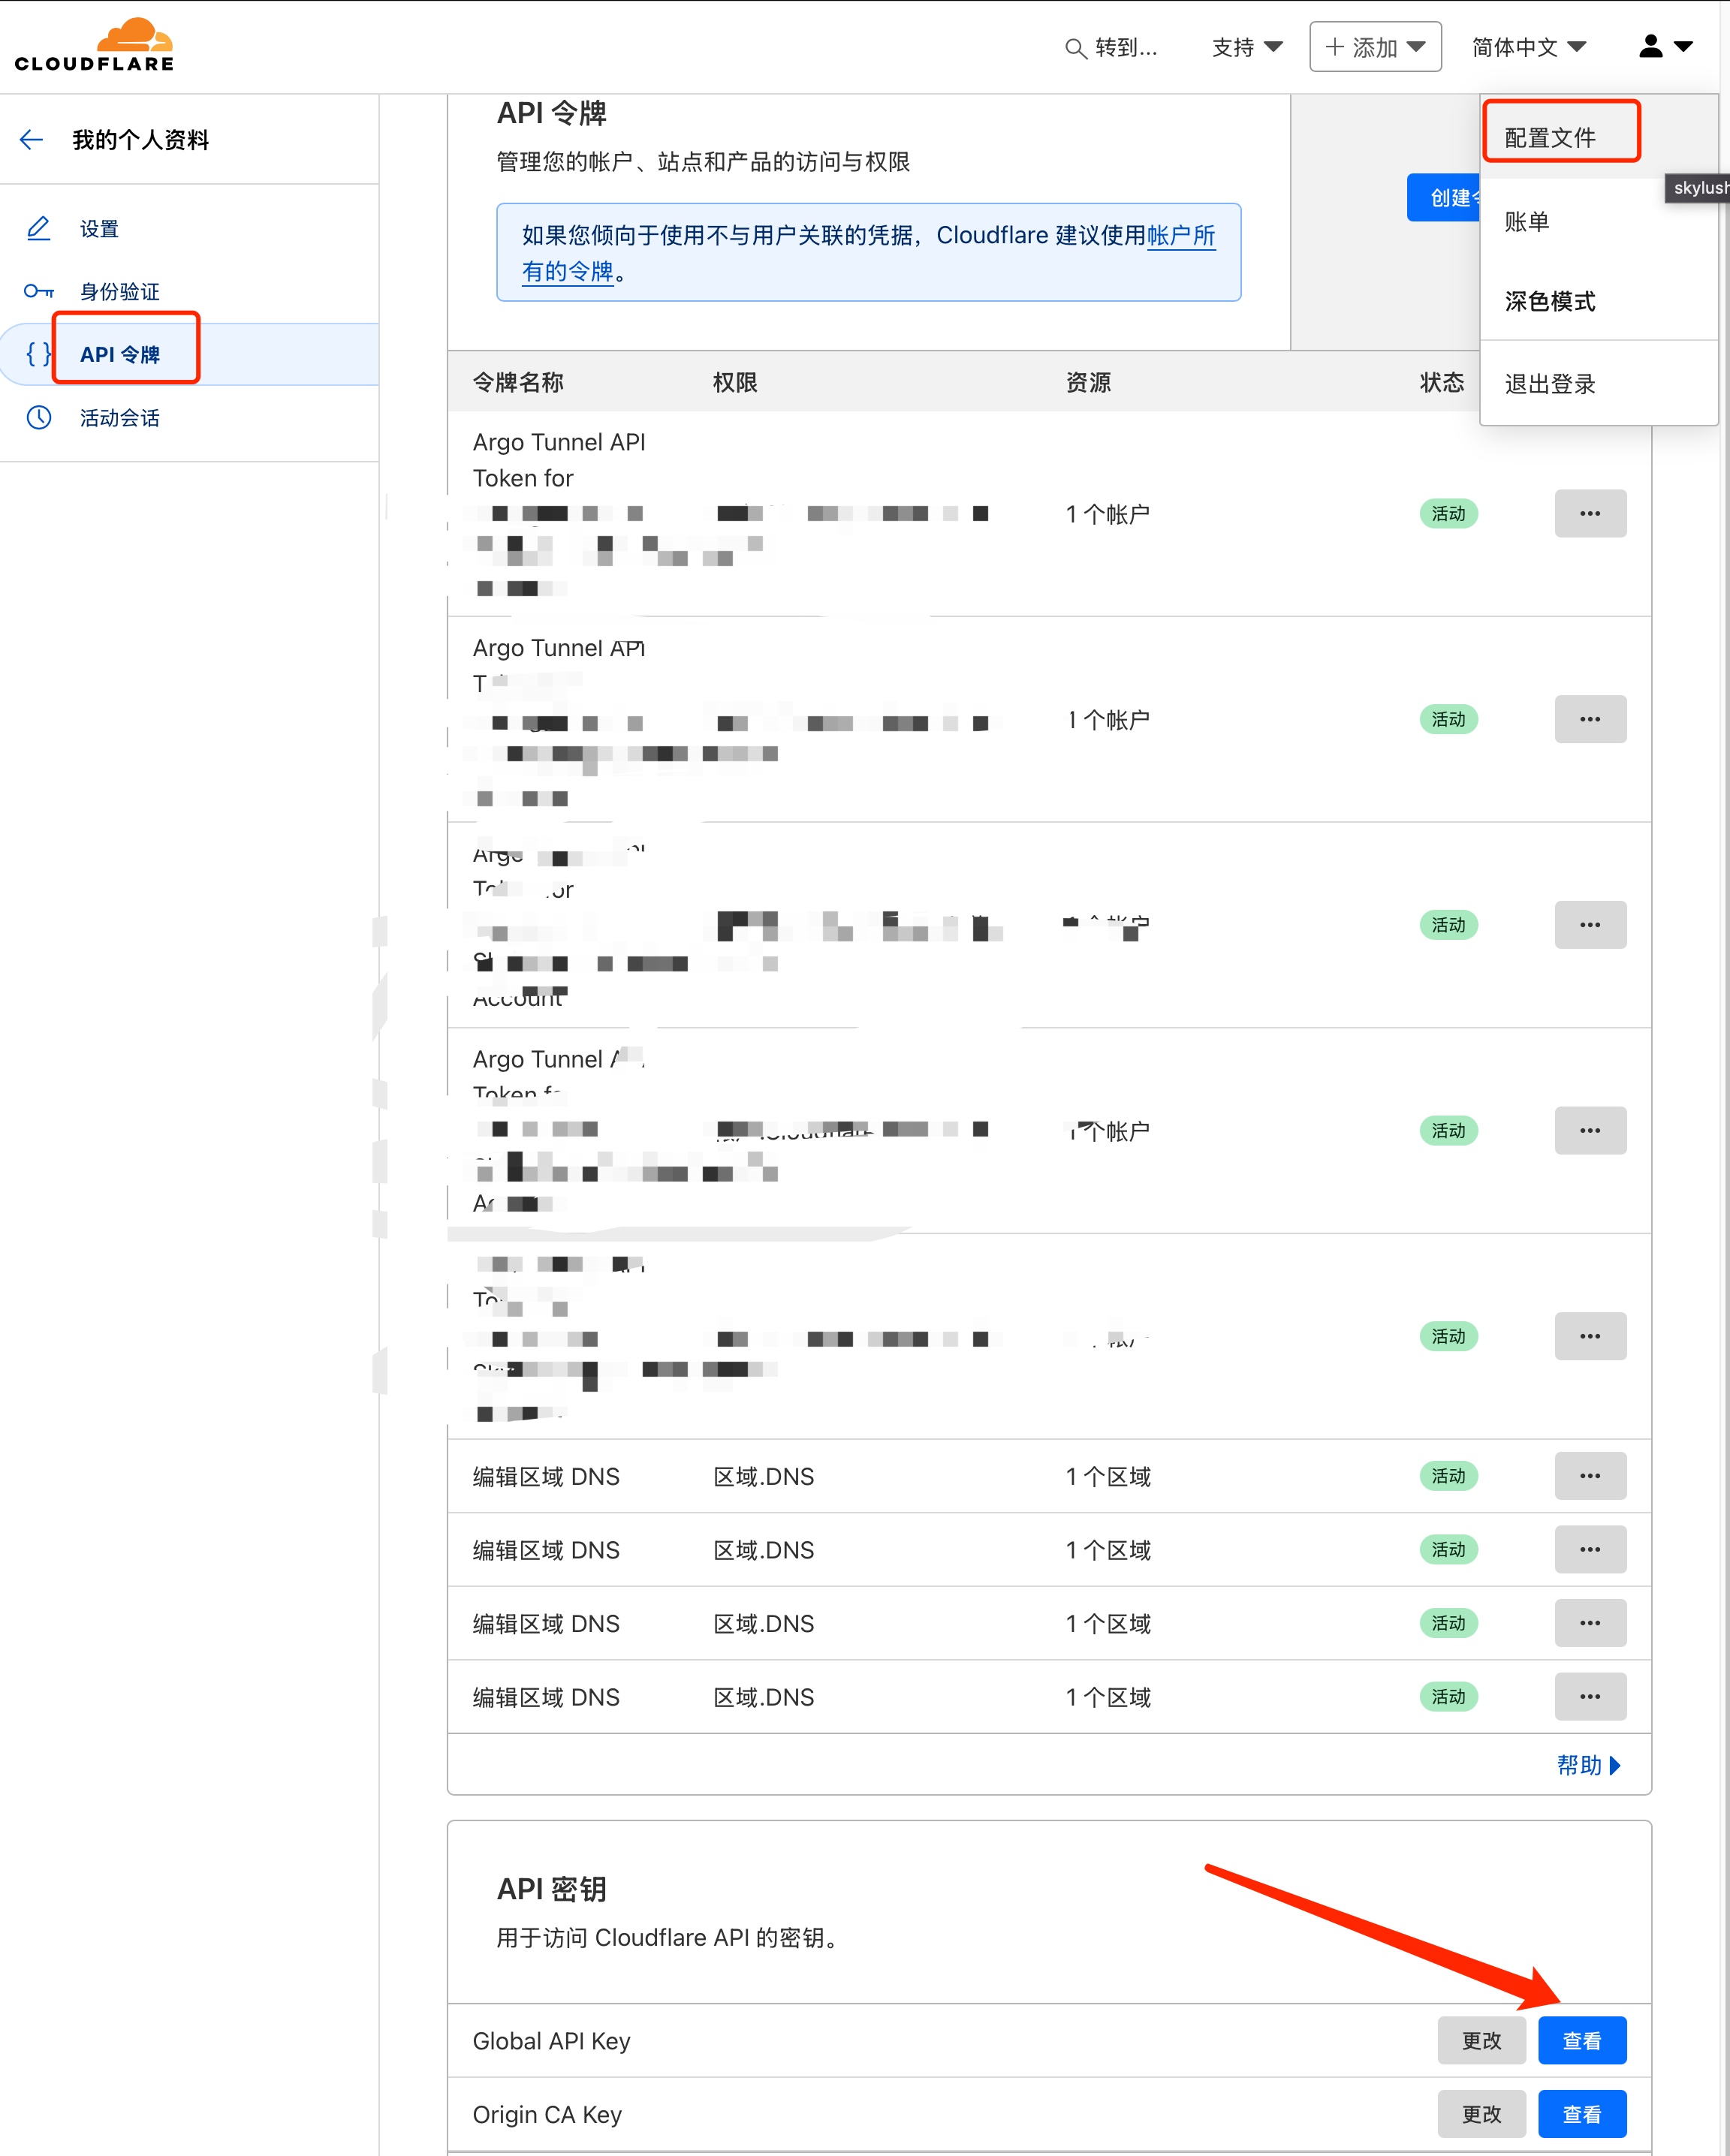 CLOUDFLARE
转到...
支持
添加
简体中文
我的个人资料
设置
身份验证
API 令牌
活动会话
配置文件
skylush
账单
深色模式
退出登录
API 令牌
管理您的帐户、站点和产品的访问与权限
如果您倾向于使用不与用户关联的凭据，Cloudflare 建议使用帐户所
有的令牌。
创建
令牌名称 权限 资源 状态
Argo Tunnel API
Token for
1 个帐户 活动
Argo Tunnel API
1 个帐户 活动
活动
Account
Argo Tunnel
Token
个帐户 活动
活动
编辑区域 DNS 区域.DNS 1 个区域 活动
编辑区域 DNS 区域.DNS 1 个区域 活动
编辑区域 DNS 区域.DNS 1 个区域 活动
编辑区域 DNS 区域.DNS 1 个区域 活动
帮助
API 密钥
用于访问 Cloudflare API 的密钥。
Global API Key 更改 查看
Origin CA Key 更改 查看